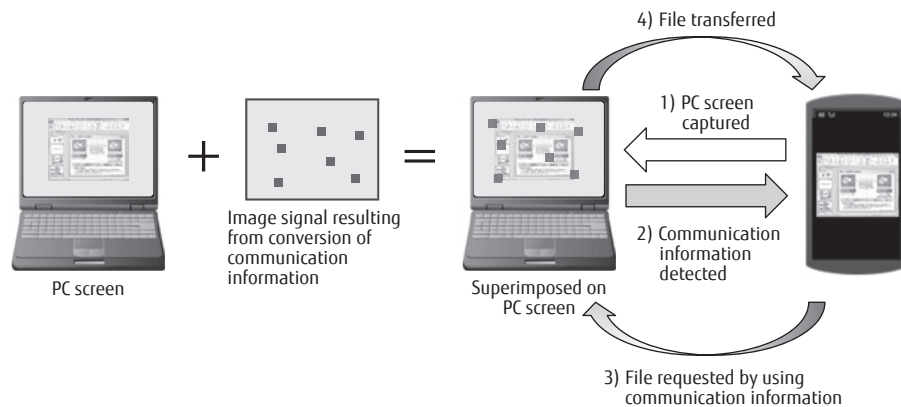 4) File transferred
1) PC screen
captured
+
=
Image signal resulting
from conversion of
communication
information
2) Communication
information
detected
PC screen
Superimposed on
PC screen
3) File requested by using
communication information